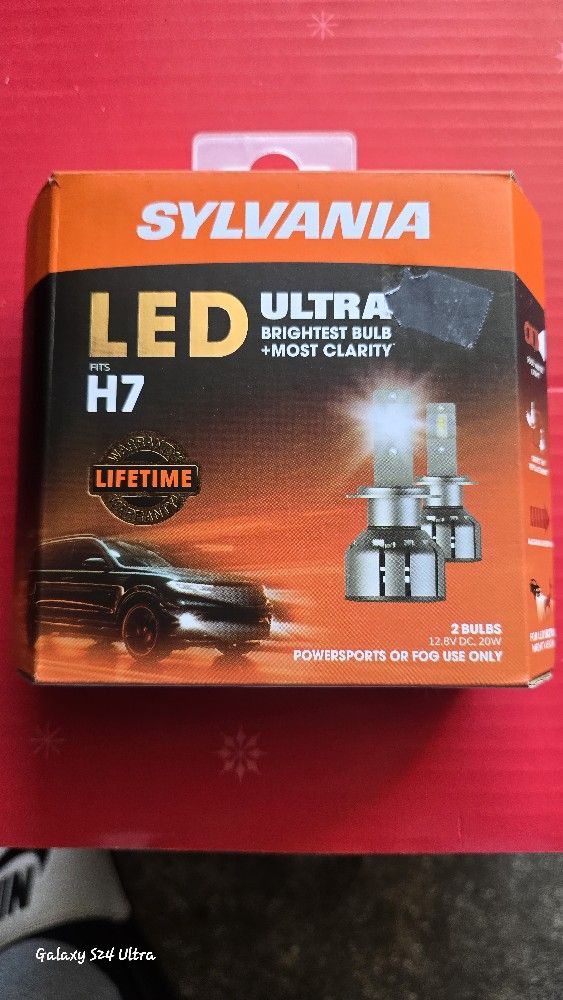 SYLVANIA
LED
ULTRA
BRIGHTEST BULB
+MOST CLARITY
FITS
H7
WARRANTY
LIFETIME
2 BULBS
12.8V DC, 20W
POWERSPORTS OR FOG USE ONLY
Galaxy S24 Ultra